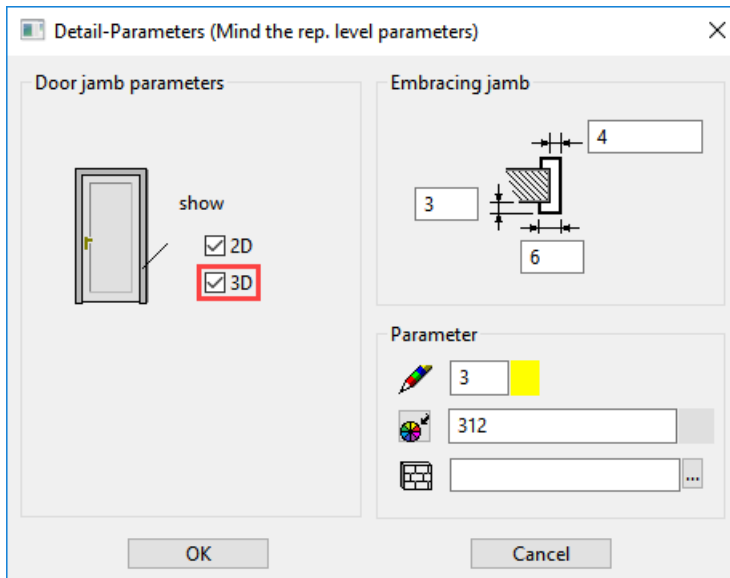 Detail-Parameters (Mind the rep. level parameters)
Door jamb parameters
show
2D
3D
Embracing jamb
4
3
6
Parameter
3
312
...
OK
Cancel